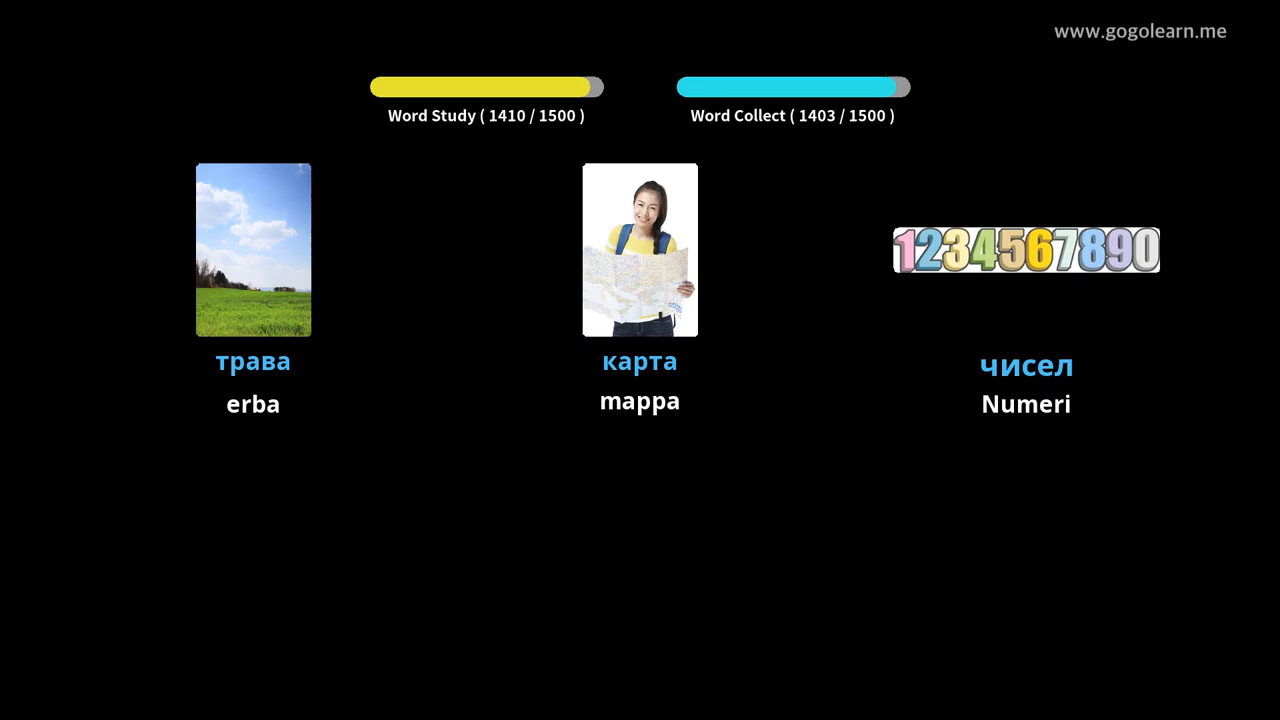 www.gogolearn.me
Word Study ( 1410 / 1500 )
Word Collect ( 1403 / 1500 )
1234567890
трава
карта
чисел
erba
mappa
Numeri